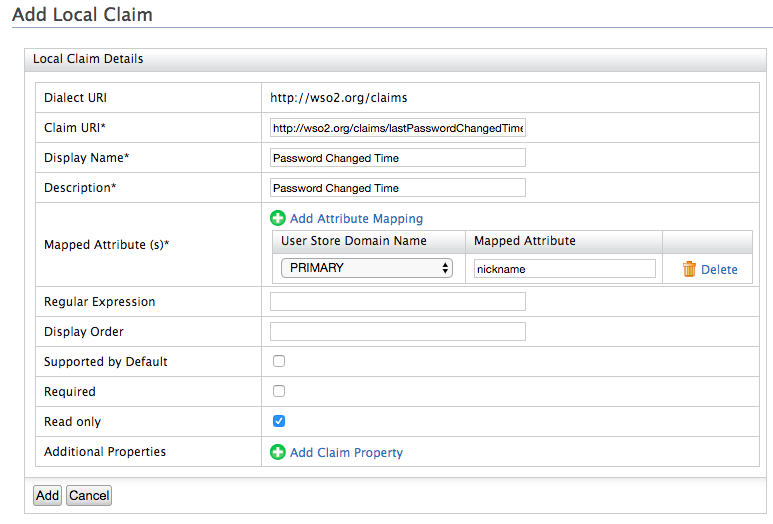 Add Local Claim
Local Claim Details
Dialect URI http://wso2.org/claims
Claim URI* http://wso2.org/claims/lastPasswordChangedTime
Display Name* Password Changed Time
Description* Password Changed Time
Add Attribute Mapping
User Store Domain Name Mapped Attribute
Mapped Attribute (s)*
PRIMARY nickname Delete
Regular Expression
Display Order
Supported by Default
Required
Read only
Additional Properties Add Claim Property
Add Cancel